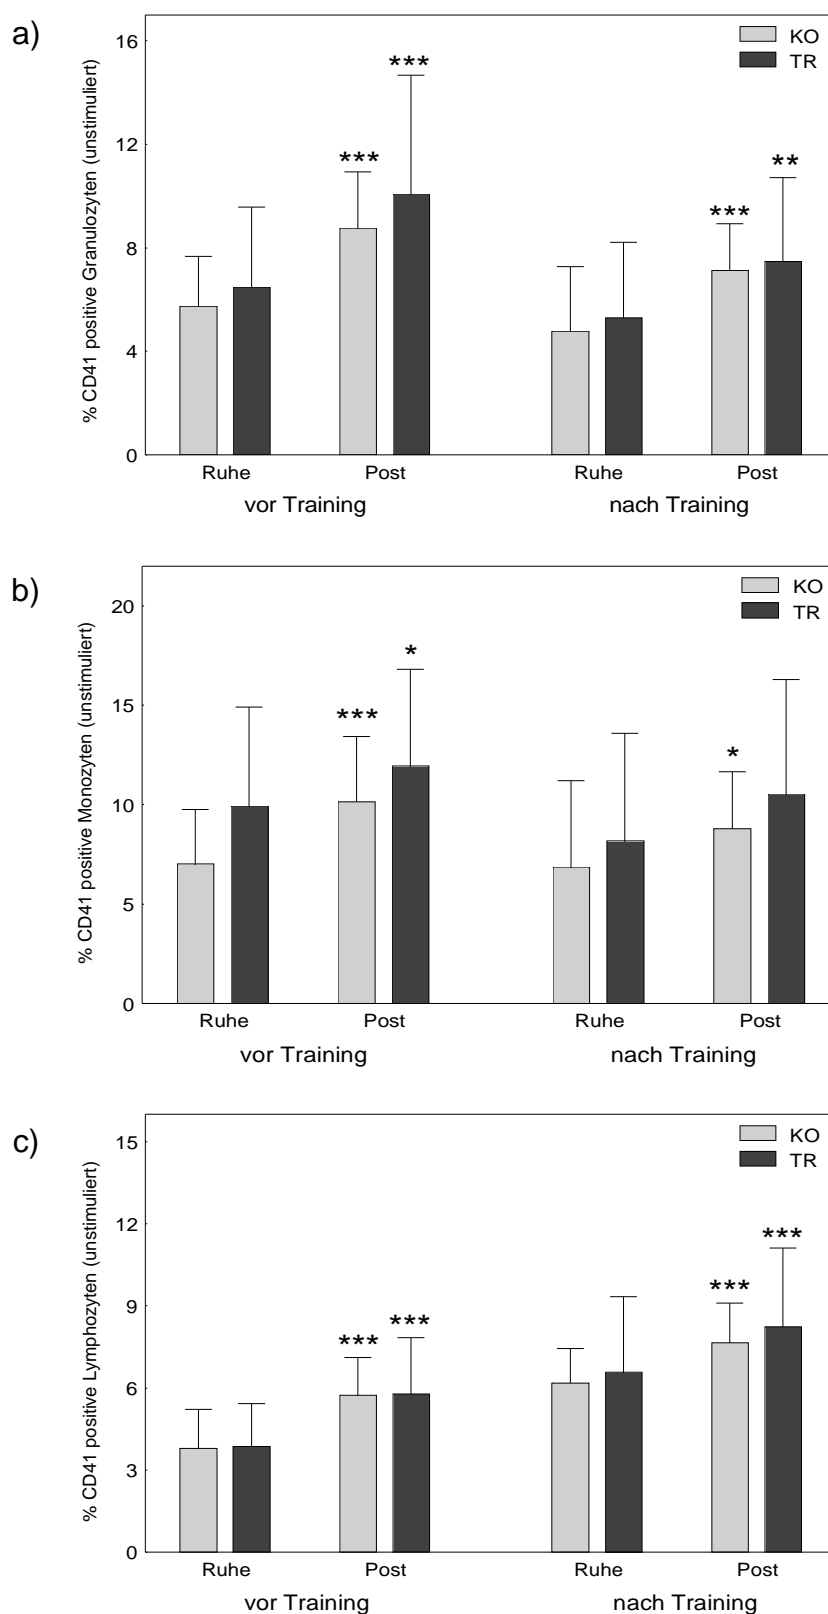 a)
% CD41 positive Granulozyten (unstimuliert)
16
12
8
4
0
KO
TR
***
***
***
**
Ruhe Post Ruhe Post
vor Training nach Training
b)
% CD41 positive Monozyten (unstimuliert)
20
15
10
5
0
KO
TR
***
*
*
Ruhe Post Ruhe Post
vor Training nach Training
c)
% CD41 positive Lymphozyten (unstimuliert)
15
12
9
6
3
0
KO
TR
***
***
***
***
Ruhe Post Ruhe Post
vor Training nach Training